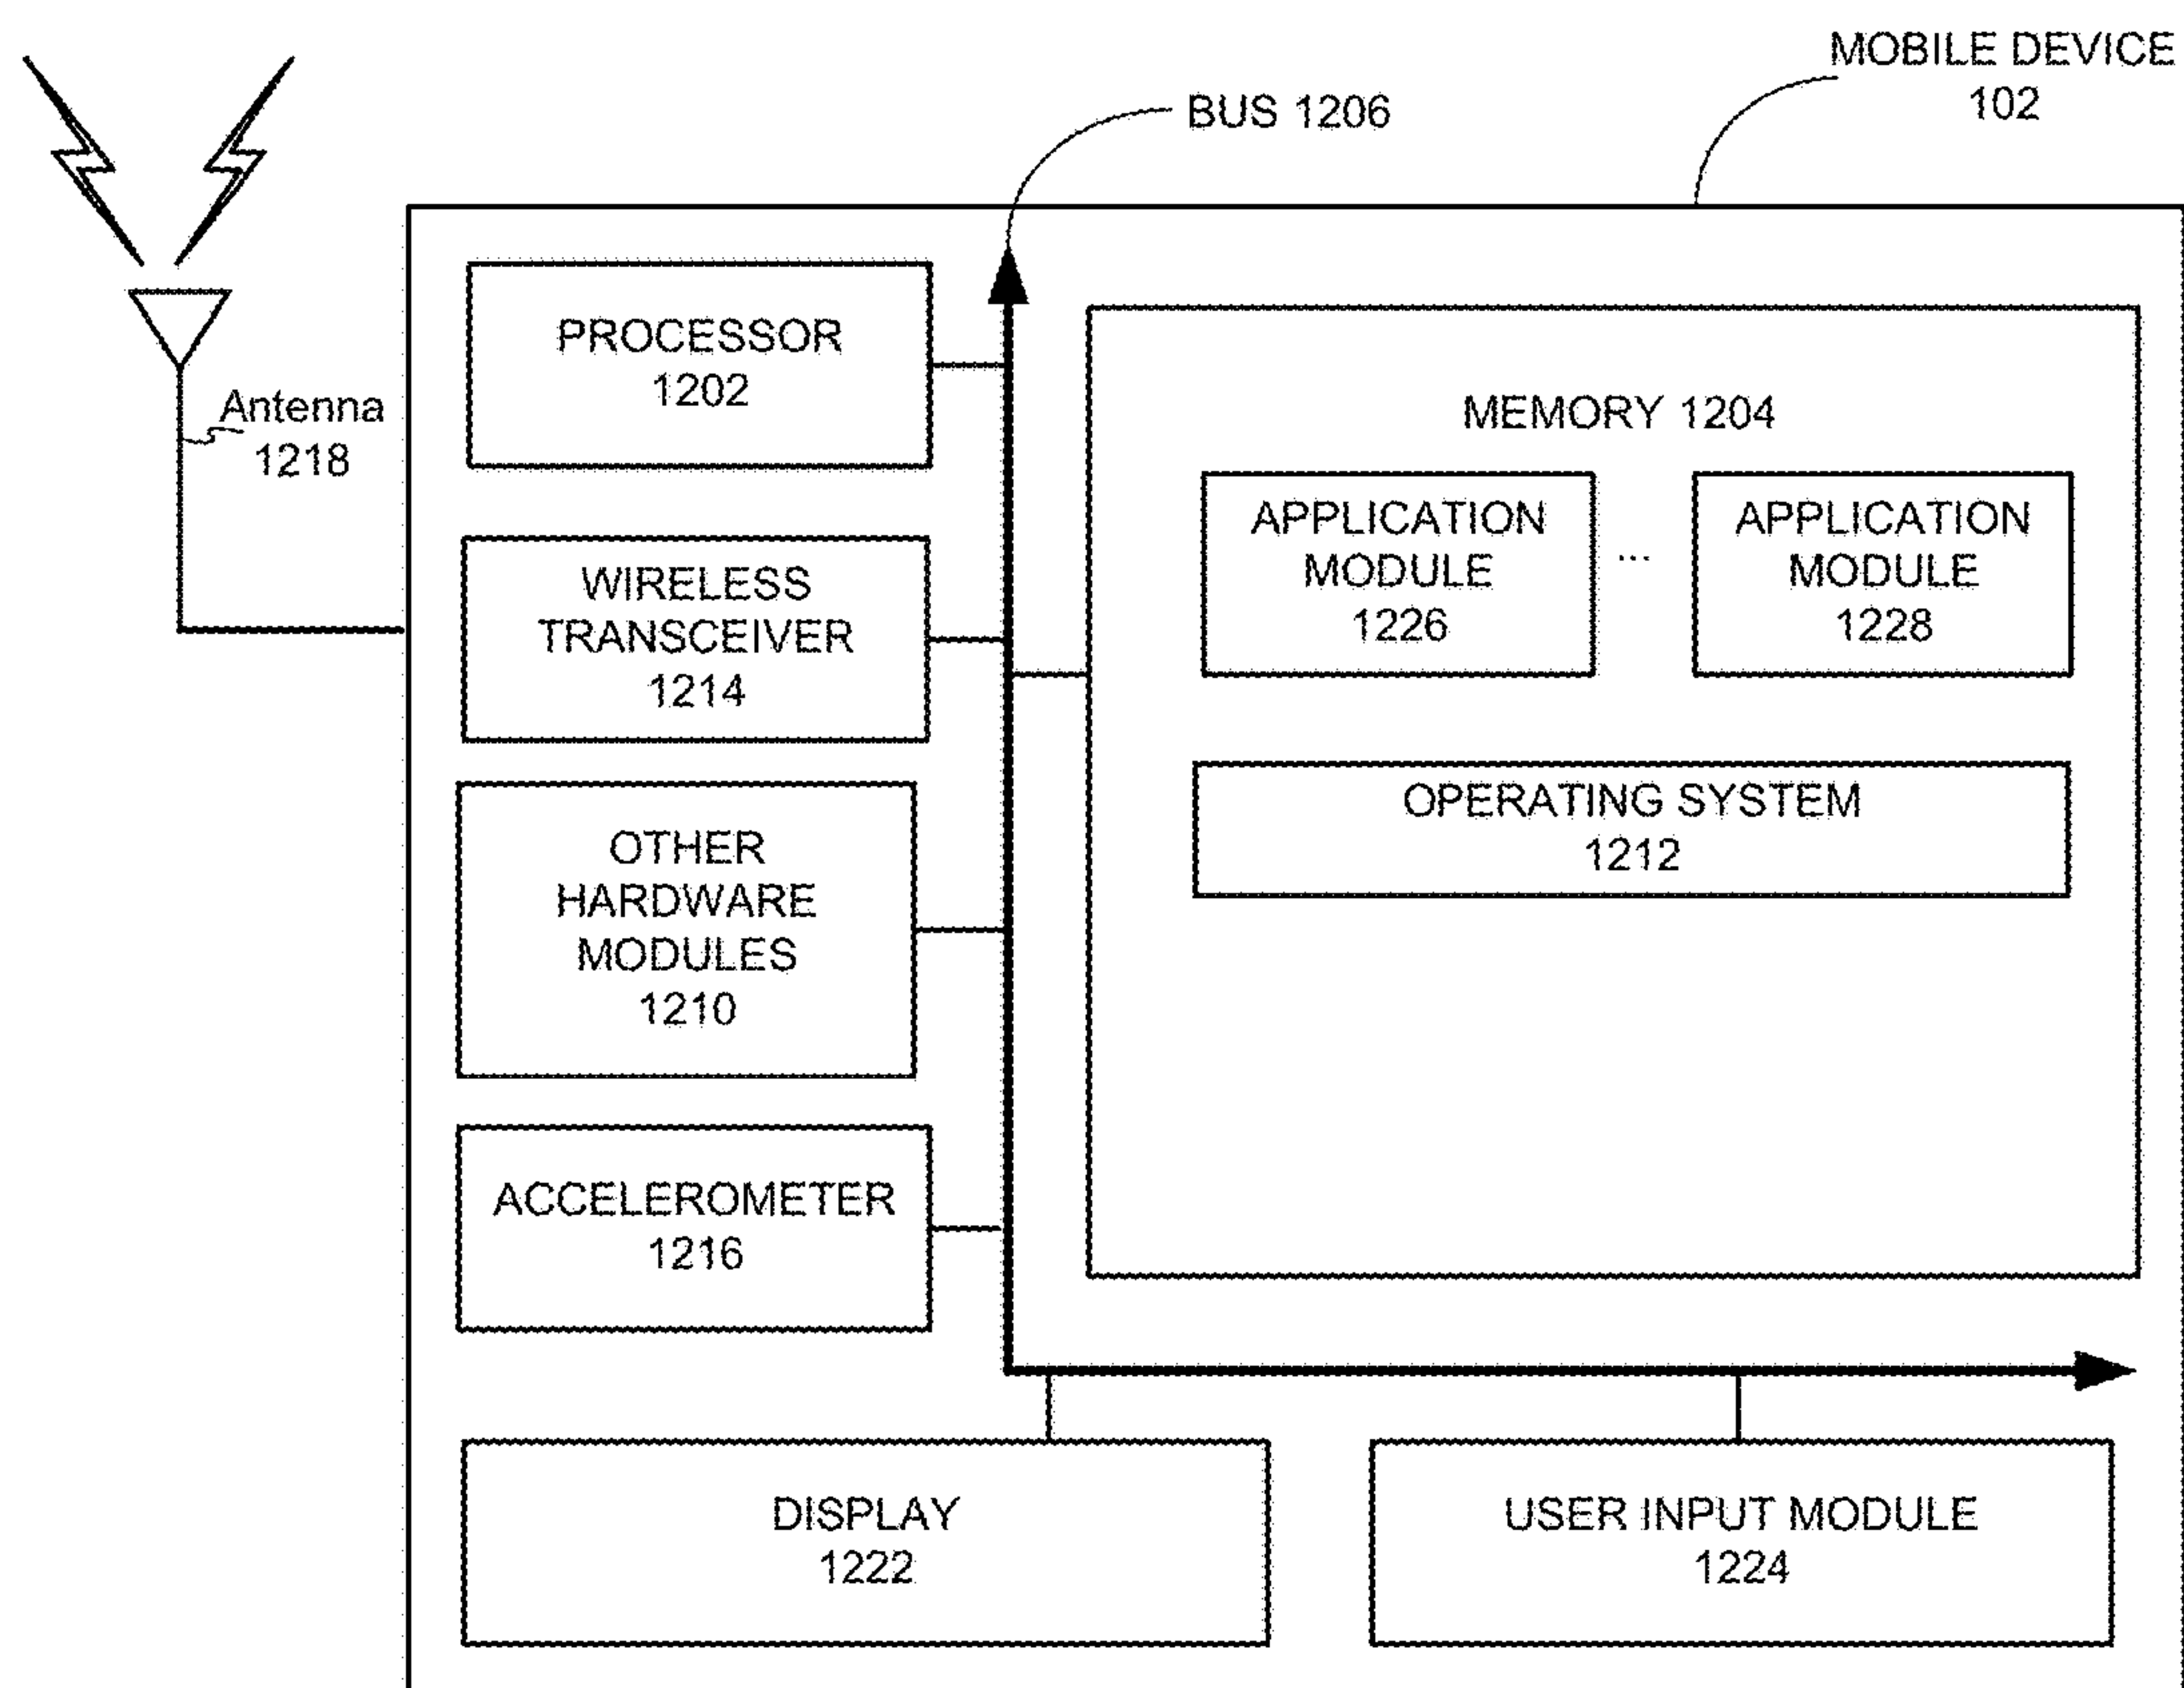 MOBILE DEVICE
102
BUS 1206
PROCESSOR
1202
Antenna
1218
MEMORY 1204
APPLICATION
MODULE
1226
...
APPLICATION
MODULE
1228
WIRELESS
TRANSCEIVER
1214
OPERATING SYSTEM
1212
OTHER
HARDWARE
MODULES
1210
ACCELEROMETER
1216
DISPLAY
1222
USER INPUT MODULE
1224